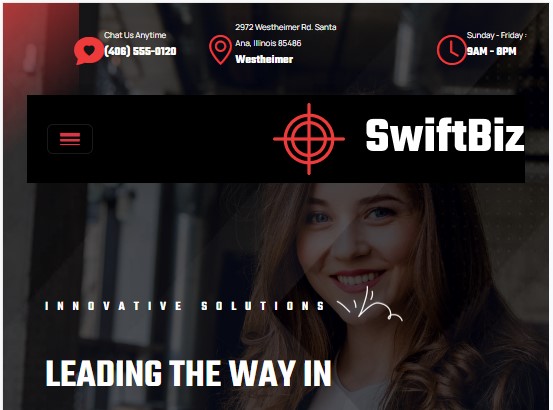 Chat Us Anytime
(406) 555-0120
2972 Westheimer Rd. Santa
Ana, Illinois 85486
Westheimer
Sunday - Friday :
9AM - 8PM
SwiftBiz
INNOVATIVE SOLUTIONS
LEADING THE WAY IN